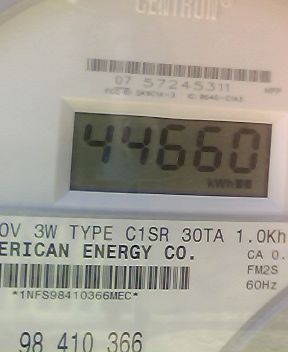 CENTRON®
07 57245311
44660
kWh
0V 3W TYPE C1SR 30TA 1.0Kh
ERICAN ENERGY CO.
CA 0.
FM2S
60Hz
*1NFS98410366MEC*
98 410 366